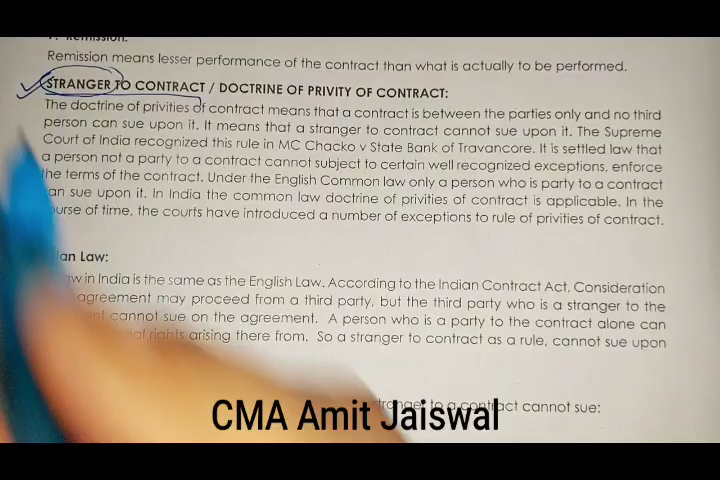 7. Remission:
Remission means lesser performance of the contract than what is actually to be performed.
STRANGER TO CONTRACT / DOCTRINE OF PRIVITY OF CONTRACT:
The doctrine of privities of contract means that a contract is between the parties only and no third
person can sue upon it. It means that a stranger to contract cannot sue upon it. The Supreme
Court of India recognized this rule in MC Chacko v State Bank of Travancore. It is settled law that
a person not a party to a contract cannot subject to certain well recognized exceptions, enforce
the terms of the contract. Under the English Common law only a person who is party to a contract
can sue upon it. In India the common law doctrine of privities of contract is applicable. In the
course of time, the courts have introduced a number of exceptions to rule of privities of contract.
Law:
in India is the same as the English Law. According to the Indian Contract Act, Consideration
agreement may proceed from a third party, but the third party who is a stranger to the
cannot sue on the agreement. A person who is a party to the contract alone can
rights arising there from. So a stranger to contract as a rule, cannot sue upon
stranger to a contract cannot sue:
CMA Amit Jaiswal